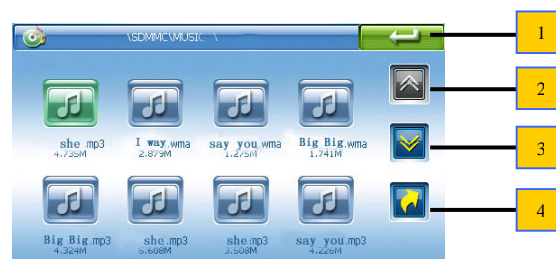 \SDMMC\MUSIC \
1
2
she.mp3 I way.wma say you.wma Big Big.wma
4.735M 2.879M 1.275M 1.741M
3
4
Big Big.mp3 she.mp3 she.mp3 say you.mp3
4.324M 5.608M 3.508M 4.226M